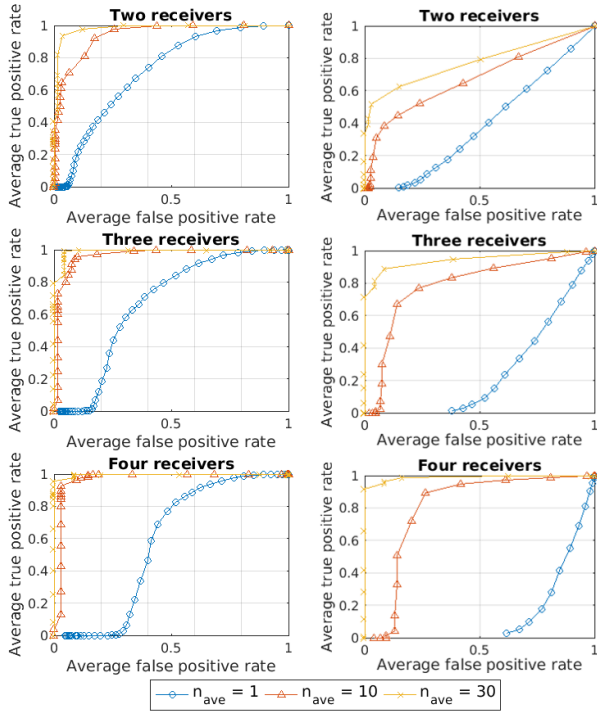 Two receivers
Average true positive rate
1
0.8
0.6
0.4
0.2
0
0 0.5 1
Average false positive rate
Two receivers
Average true positive rate
1
0.8
0.6
0.4
0.2
0
0 0.5 1
Average false positive rate
Three receivers
Average true positive rate
1
0.8
0.6
0.4
0.2
0
0 0.5 1
Average false positive rate
Three receivers
Average true positive rate
1
0.8
0.6
0.4
0.2
0
0 0.5 1
Average false positive rate
Four receivers
Average true positive rate
1
0.8
0.6
0.4
0.2
0
0 0.5 1
Average false positive rate
Four receivers
Average true positive rate
1
0.8
0.6
0.4
0.2
0
0 0.5 1
Average false positive rate
n_ave = 1 n_ave = 10 n_ave = 30